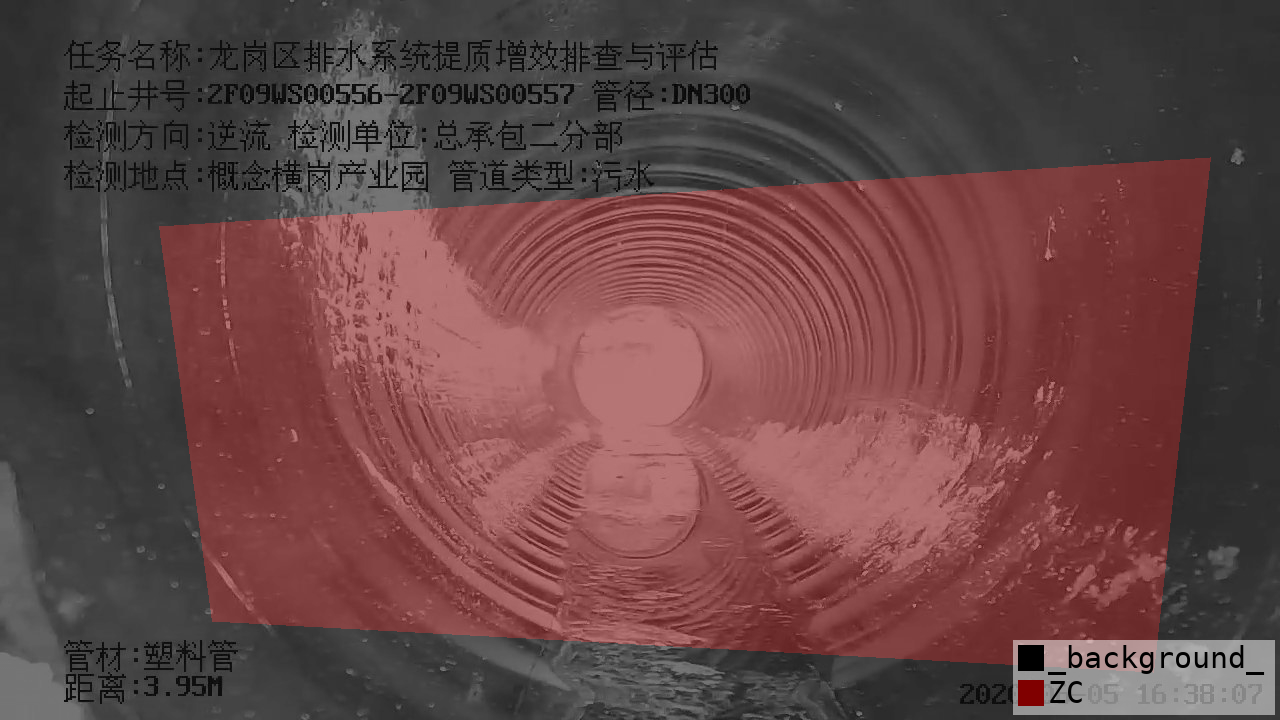 任务名称:龙岗区排水系统提质增效排查与评估
起止井号:2F09WS00556-2F09WS00557 管径:DN300
检测方向:逆流 检测单位:总承包二分部
检测地点:概念横岗产业园 管道类型:污水
管材:塑料管
距离:3.95M
_background_
ZC
202 05 16:38:07